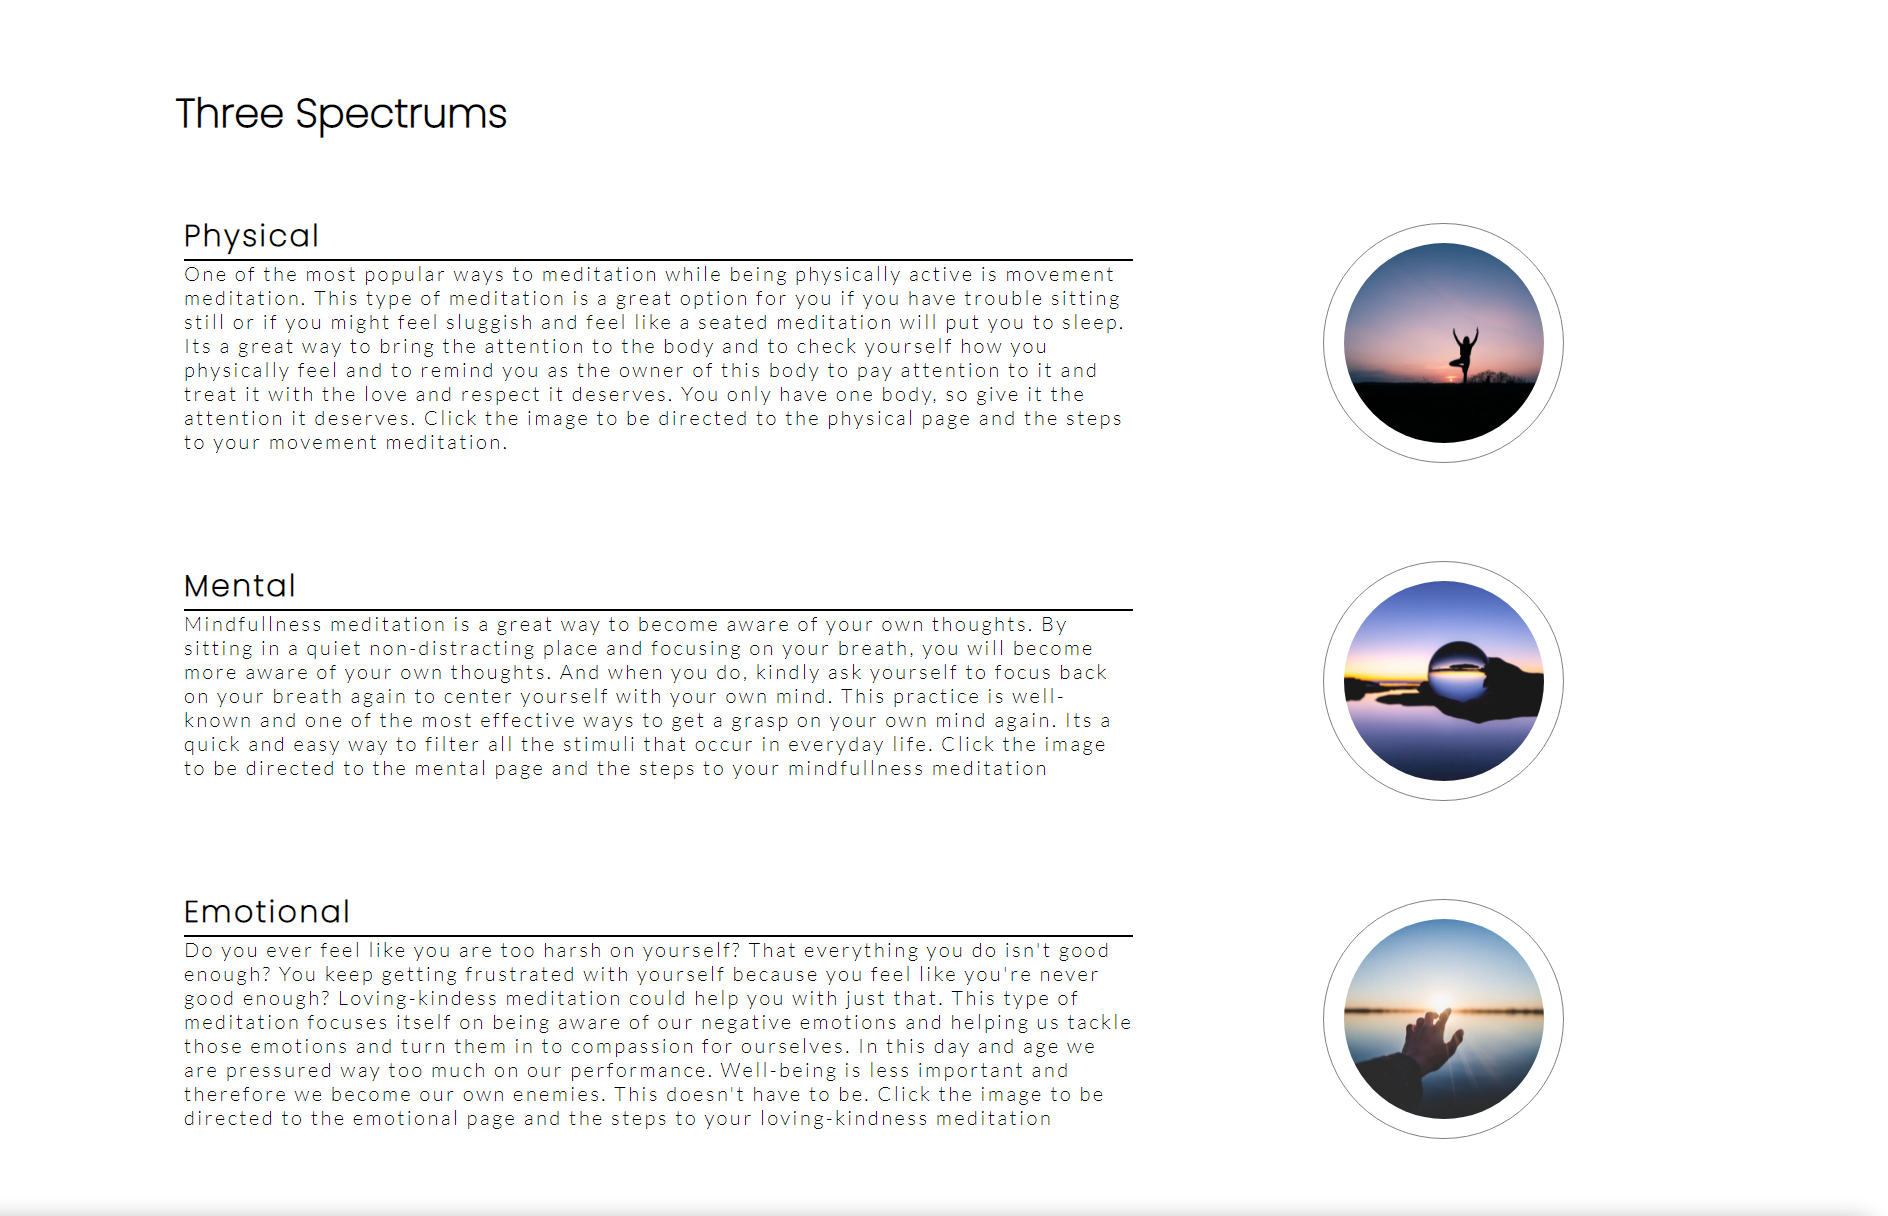 Three Spectrums
Physical
One of the most popular ways to meditation while being physically active is movement
meditation. This type of meditation is a great option for you if you have trouble sitting
still or if you might feel sluggish and feel like a seated meditation will put you to sleep.
Its a great way to bring the attention to the body and to check yourself how you
physically feel and to remind you as the owner of this body to pay attention to it and
treat it with the love and respect it deserves. You only have one body, so give it the
attention it deserves. Click the image to be directed to the physical page and the steps
to your movement meditation.
Mental
Mindfullness meditation is a great way to become aware of your own thoughts. By
sitting in a quiet non-distracting place and focusing on your breath, you will become
more aware of your own thoughts. And when you do, kindly ask yourself to focus back
on your breath again to center yourself with your own mind. This practice is well-
known and one of the most effective ways to get a grasp on your own mind again. Its a
quick and easy way to filter all the stimuli that occur in everyday life. Click the image
to be directed to the mental page and the steps to your mindfullness meditation
Emotional
Do you ever feel like you are too harsh on yourself? That everything you do isn't good
enough? You keep getting frustrated with yourself because you feel like you're never
good enough? Loving-kindess meditation could help you with just that. This type of
meditation focuses itself on being aware of our negative emotions and helping us tackle
those emotions and turn them in to compassion for ourselves. In this day and age we
are pressured way too much on our performance. Well-being is less important and
therefore we become our own enemies. This doesn't have to be. Click the image to be
directed to the emotional page and the steps to your loving-kindness meditation